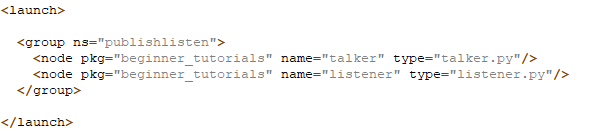 <launch>
<group ns="publishlisten">
<node pkg="beginner_tutorials" name="talker" type="talker.py"/>
<node pkg="beginner_tutorials" name="listener" type="listener.py"/>
</group>
</launch>